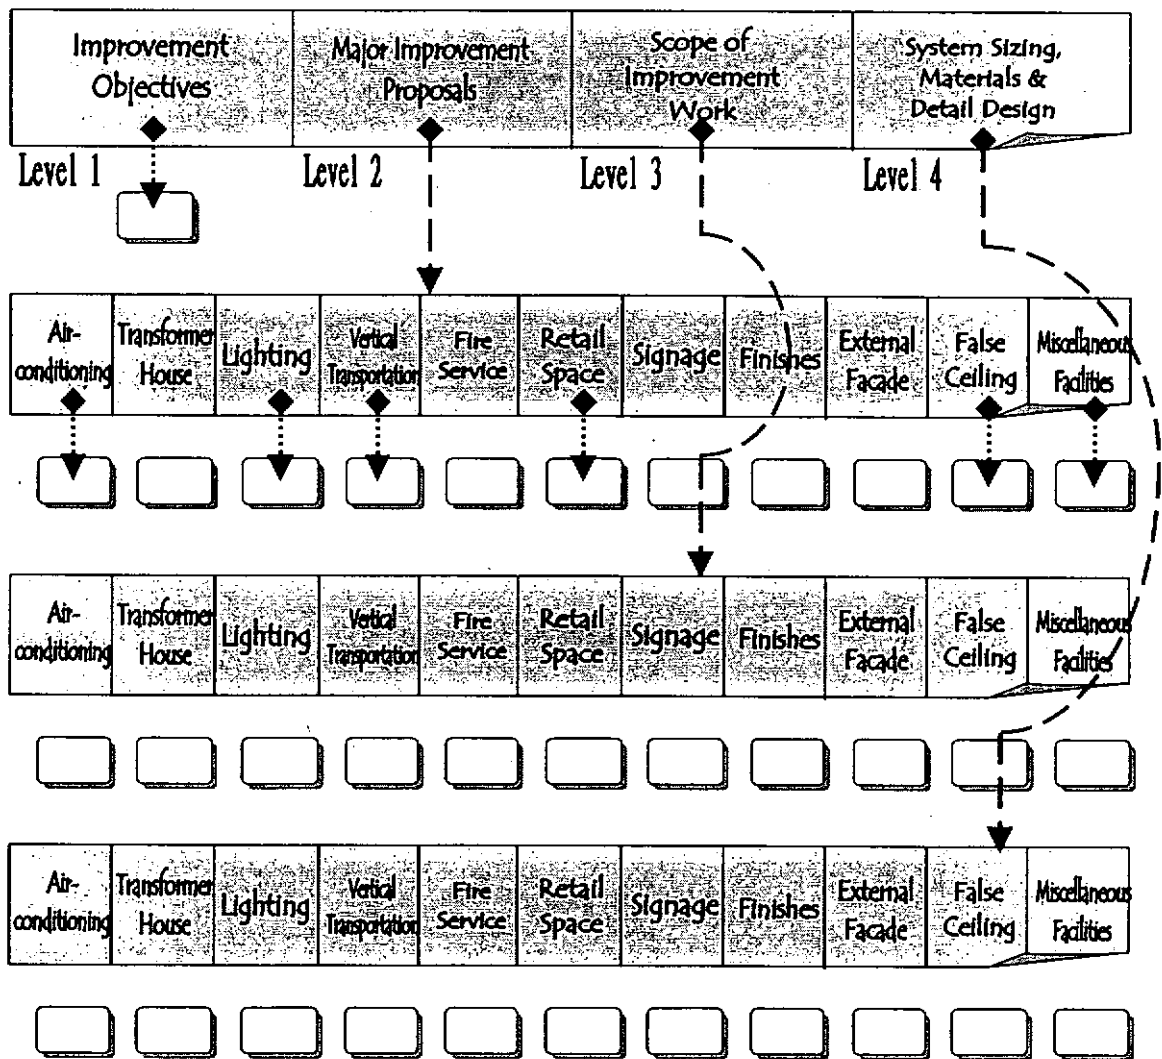 Improvement
Objectives
Major Improvement
Proposals
Scope of
Improvement
Work
System Sizing,
Materials &
Detail Design
Level 1
Level 2
Level 3
Level 4
Air-
conditioning
Transformer
House
Lighting
Vertical
Transportation
Fire
Service
Retail
Space
Signage
Finishes
External
Facade
False
Ceiling
Miscellaneous
Facilities
Air-
conditioning
Transformer
House
Lighting
Vertical
Transportation
Fire
Service
Retail
Space
Signage
Finishes
External
Facade
False
Ceiling
Miscellaneous
Facilities
Air-
conditioning
Transformer
House
Lighting
Vertical
Transportation
Fire
Service
Retail
Space
Signage
Finishes
External
Facade
False
Ceiling
Miscellaneous
Facilities